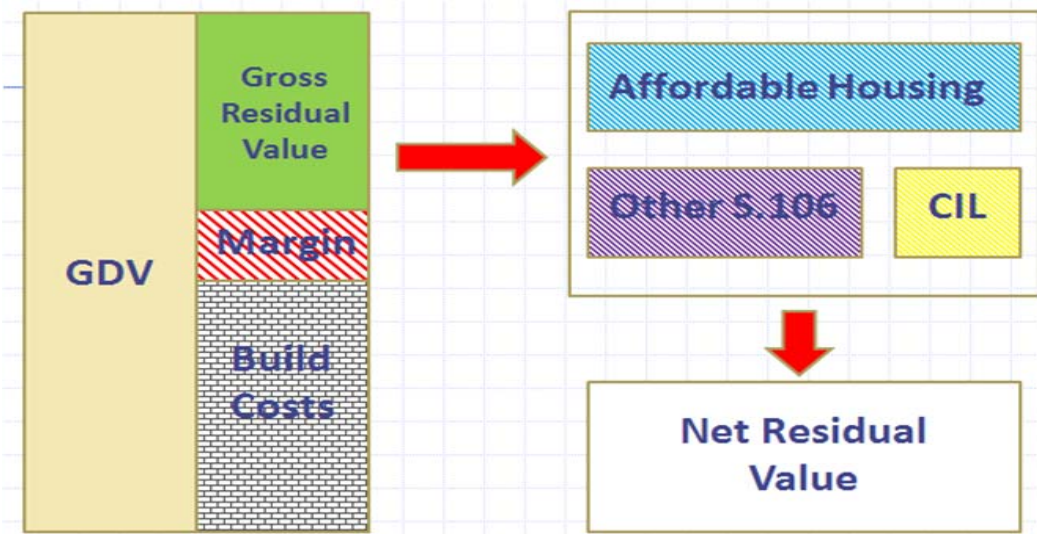 GDV
Gross
Residual
Value
Margin
Build
Costs
Affordable Housing
Other S.106
CIL
Net Residual
Value